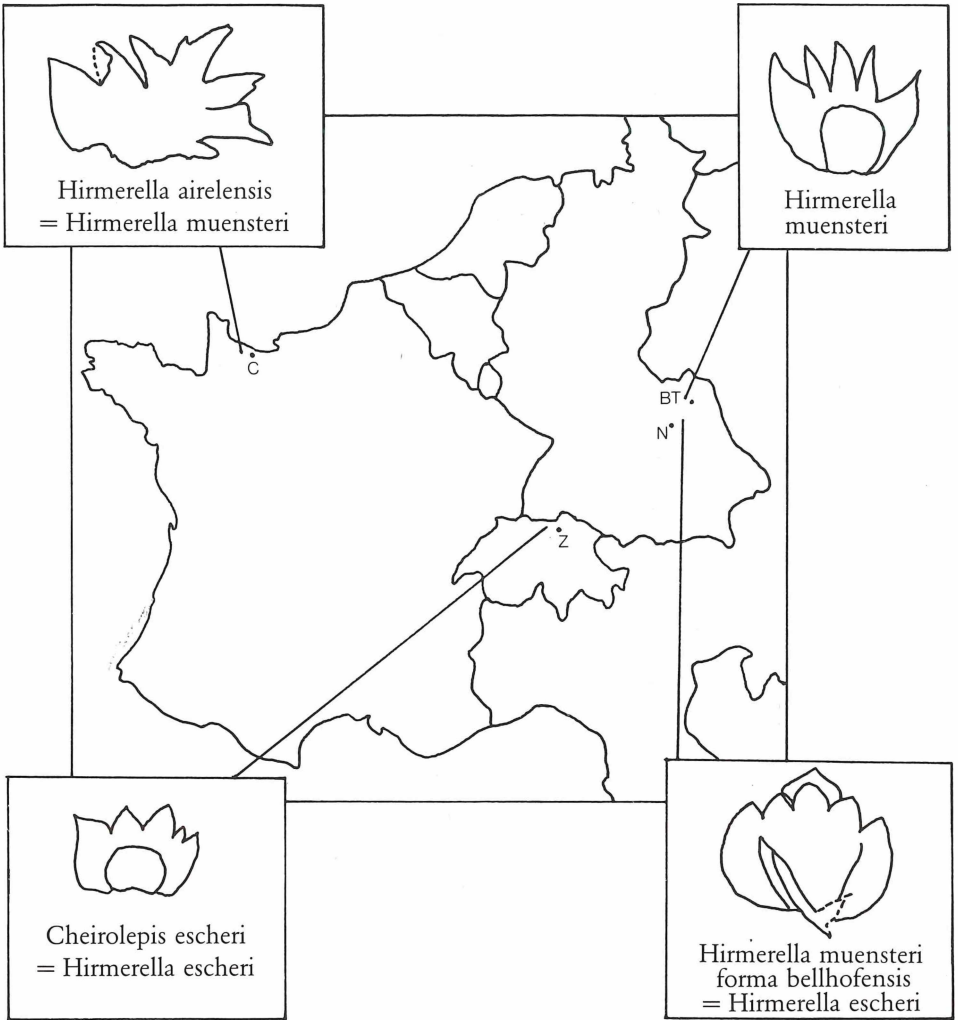 Hirmerella airelensis
= Hirmerella muensteri
Hirmerella
muensteri
C
BT
N
Z
Cheirolepis escheri
= Hirmerella escheri
Hirmerella muensteri
forma bellhofensis
= Hirmerella escheri